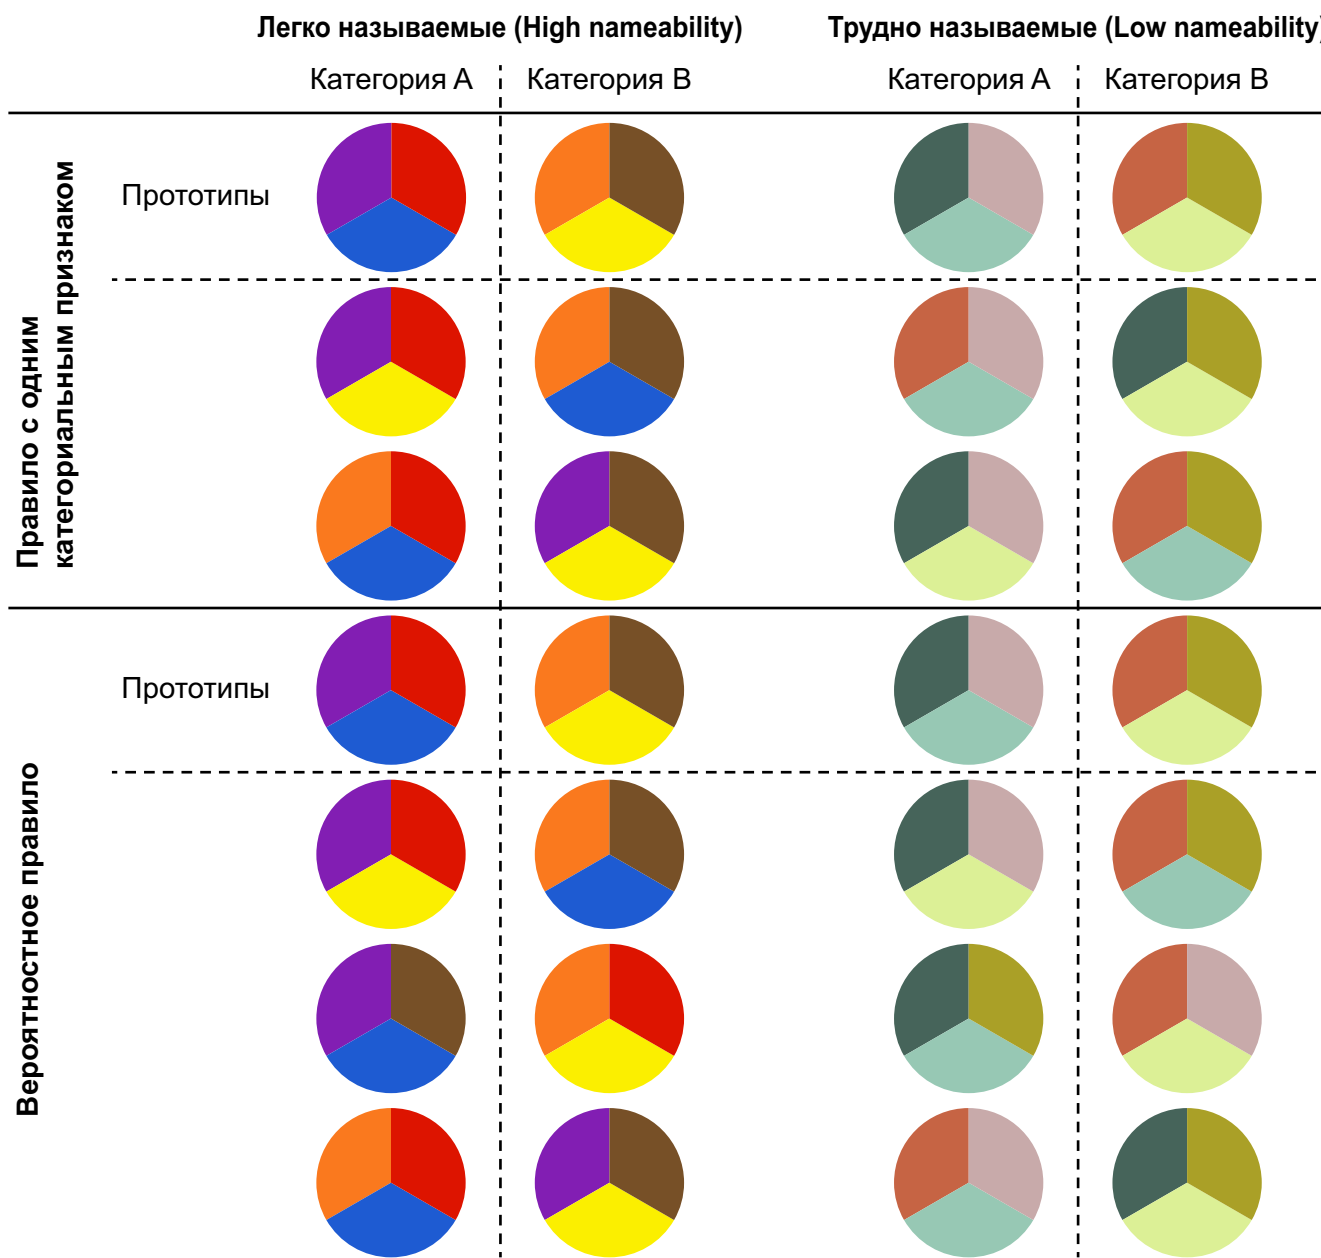 Легко называемые (High nameability)
Трудно называемые (Low nameability)
Категория A
Категория B
Категория A
Категория B
Правило с одним
категориальным признаком
Прототипы
Вероятностное правило
Прототипы